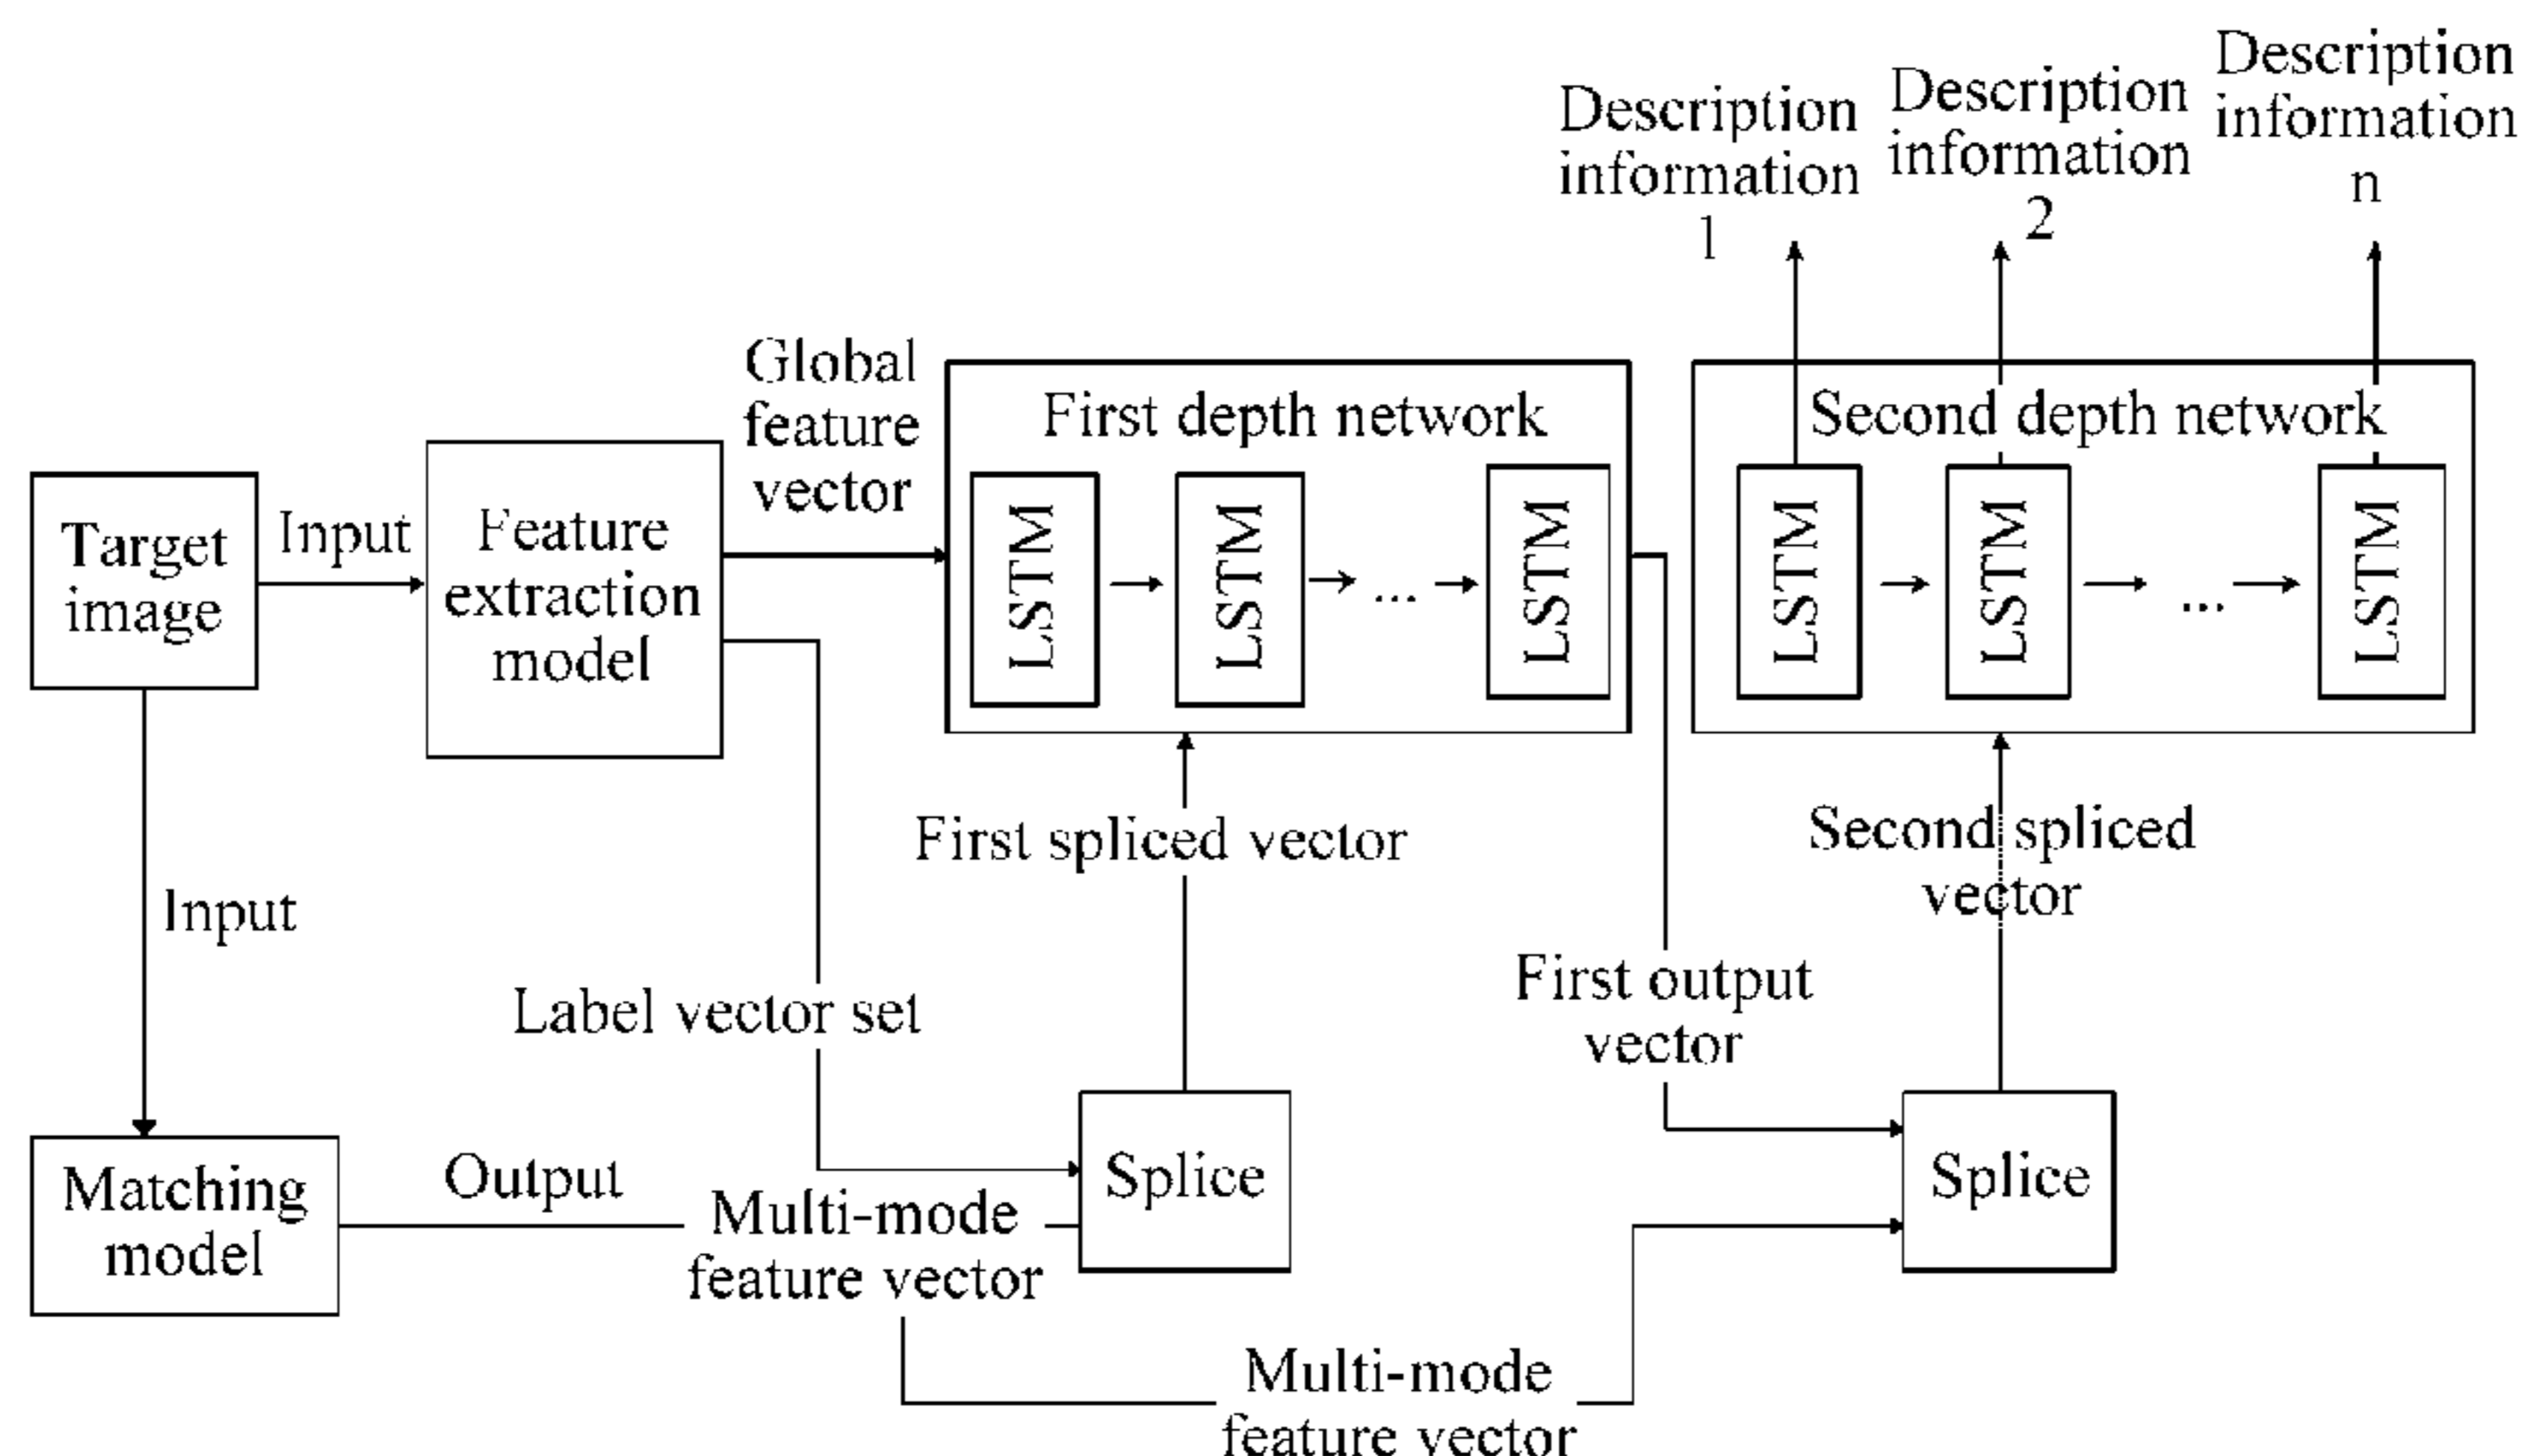 Description
information
1
Description
information
2
Description
information
n
Global
feature
vector
First depth network
Second depth network
Target
image
Input
Feature
extraction
model
LSTM
LSTM
...
LSTM
LSTM
LSTM
...
LSTM
Input
First spliced vector
Second spliced
vector
Label vector set
First output
vector
Matching
model
Output
Multi-mode
feature vector
Splice
Splice
Multi-mode
feature vector